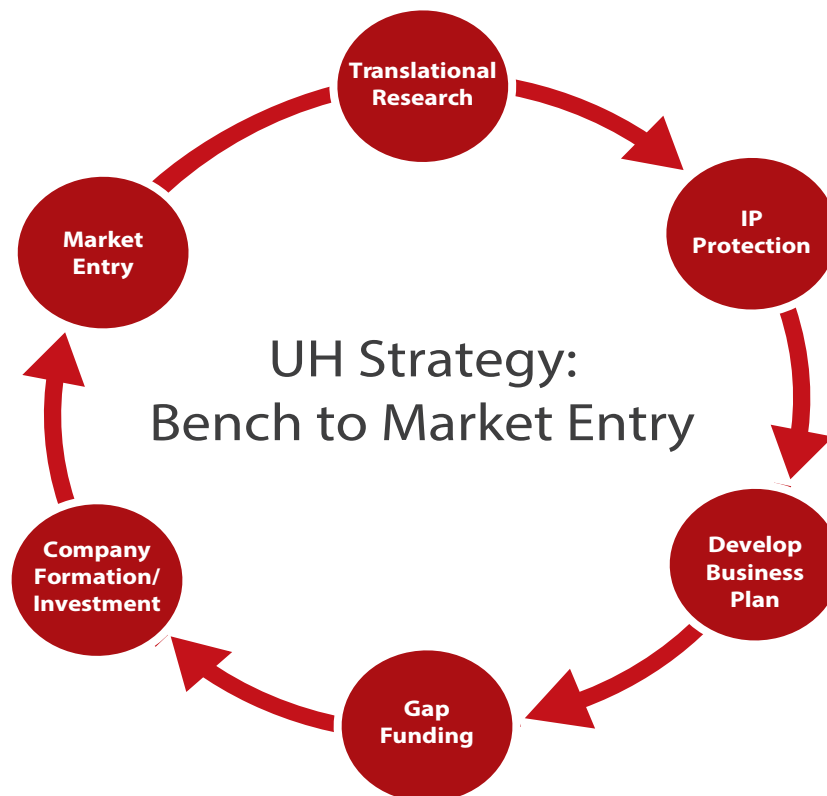 Translational
Research
IP
Protection
Develop
Business
Plan
Gap
Funding
Company
Formation/
Investment
Market
Entry
UH Strategy:
Bench to Market Entry